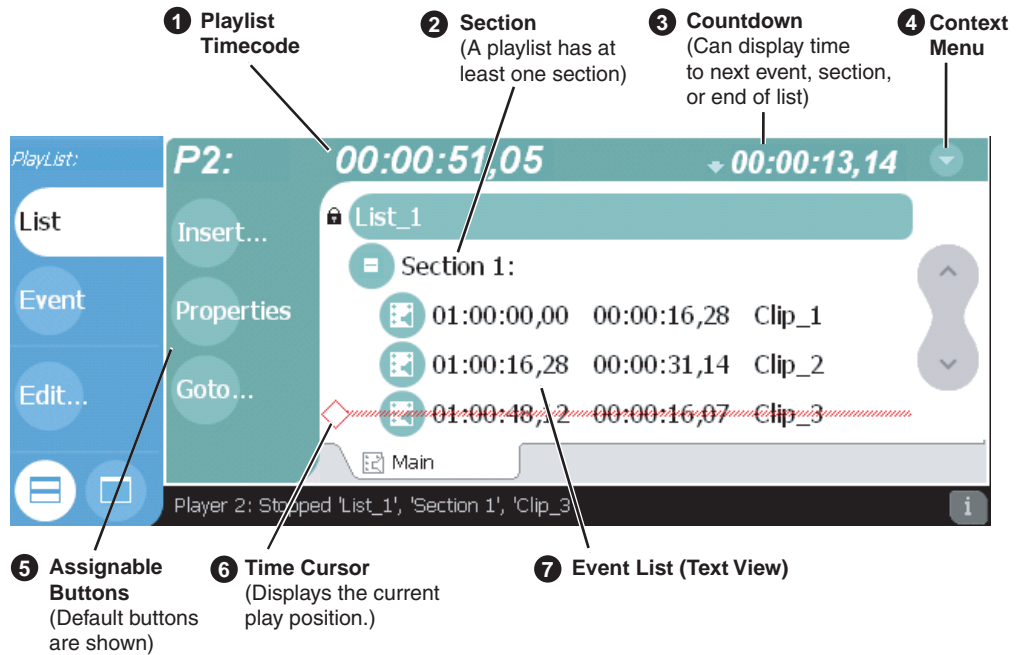 1 Playlist
Timecode
2 Section
(A playlist has at
least one section)
3 Countdown
(Can display time
to next event, section,
or end of list)
4 Context
Menu
PlayList:
P2:
00:00:51,05
00:00:13,14
List
Event
Edit...
Insert...
Properties
Goto...
List_1
Section 1:
01:00:00,00 00:00:16,28 Clip_1
01:00:16,28 00:00:31,14 Clip_2
01:00:48,12 00:00:16,07 Clip_3
Main
Player 2: Stopped 'List_1', 'Section 1', 'Clip_3'
i
5 Assignable
Buttons
(Default buttons
are shown)
6 Time Cursor
(Displays the current
play position.)
7 Event List (Text View)